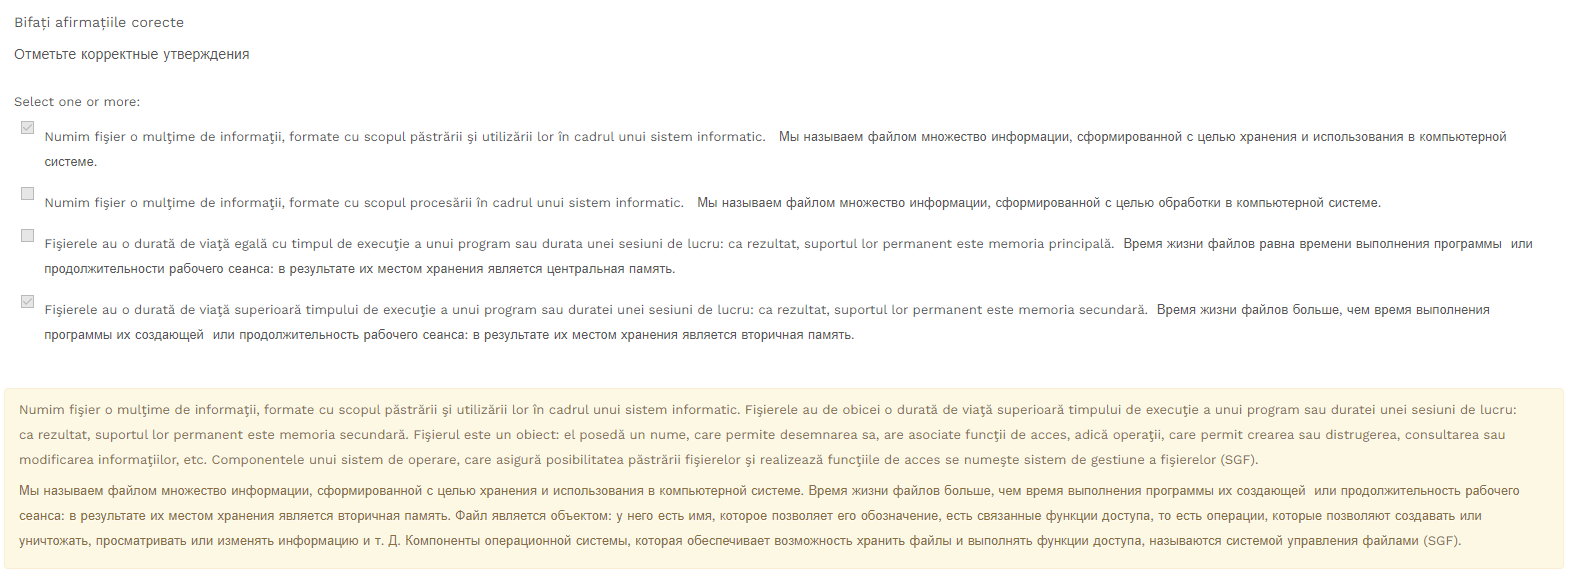 Bifați afirmațiile corecte
Отметьте корректные утверждения
Select one or more:
Numim fişier o mulţime de informaţii, formate cu scopul păstrării şi utilizării lor în cadrul unui sistem informatic. Мы называем файлом множество информации, сформированной с целью хранения и использования в компьютерной
системе.
Numim fişier o mulţime de informaţii, formate cu scopul procesării în cadrul unui sistem informatic. Мы называем файлом множество информации, сформированной с целью обработки в компьютерной системе.
Fişierele au o durată de viaţă egală cu timpul de execuţie a unui program sau durata unei sesiuni de lucru: ca rezultat, suportul lor permanent este memoria principală. Время жизни файлов равна времени выполнения программы или
продолжительности рабочего сеанса: в результате их местом хранения является центральная память.
Fişierele au o durată de viaţă superioară timpului de execuţie a unui program sau duratei unei sesiuni de lucru: ca rezultat, suportul lor permanent este memoria secundară. Время жизни файлов больше, чем время выполнения
программы их создающей или продолжительность рабочего сеанса: в результате их местом хранения является вторичная память.
Numim fişier o mulţime de informaţii, formate cu scopul păstrării şi utilizării lor în cadrul unui sistem informatic. Fişierele au de obicei o durată de viaţă superioară timpului de execuţie a unui program sau duratei unei sesiuni de lucru:
ca rezultat, suportul lor permanent este memoria secundară. Fişierul este un obiect: el posedă un nume, care permite desemnarea sa, are asociate funcţii de acces, adică operaţii, care permit crearea sau distrugerea, consultarea sau
modificarea informaţiilor, etc. Componentele unui sistem de operare, care asigură posibilitatea păstrării fişierelor şi realizează funcţiile de acces se numeşte sistem de gestiune a fişierelor (SGF).
Мы называем файлом множество информации, сформированной с целью хранения и использования в компьютерной системе. Время жизни файлов больше, чем время выполнения программы их создающей или продолжительность рабочего
сеанса: в результате их местом хранения является вторичная память. Файл является объектом: у него есть имя, которое позволяет его обозначение, есть связанные функции доступа, то есть операции, которые позволяют создавать или
уничтожать, просматривать или изменять информацию и т. Д. Компоненты операционной системы, которая обеспечивает возможность хранить файлы и выполнять функции доступа, называются системой управления файлами (SGF).